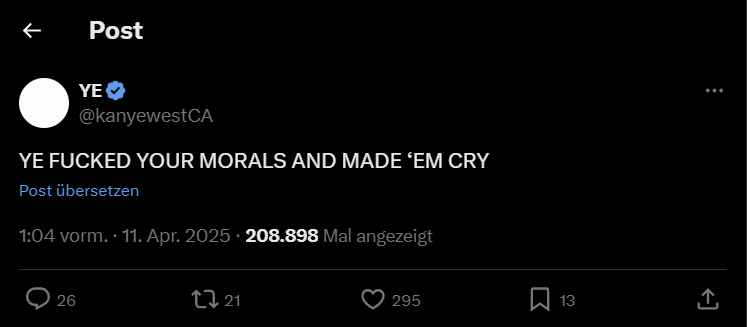 Post
YE
@kanyewestCA
YE FUCKED YOUR MORALS AND MADE ‘EM CRY
Post übersetzen
1:04 vorm. · 11. Apr. 2025 · 208.898 Mal angezeigt
26 21 295 13